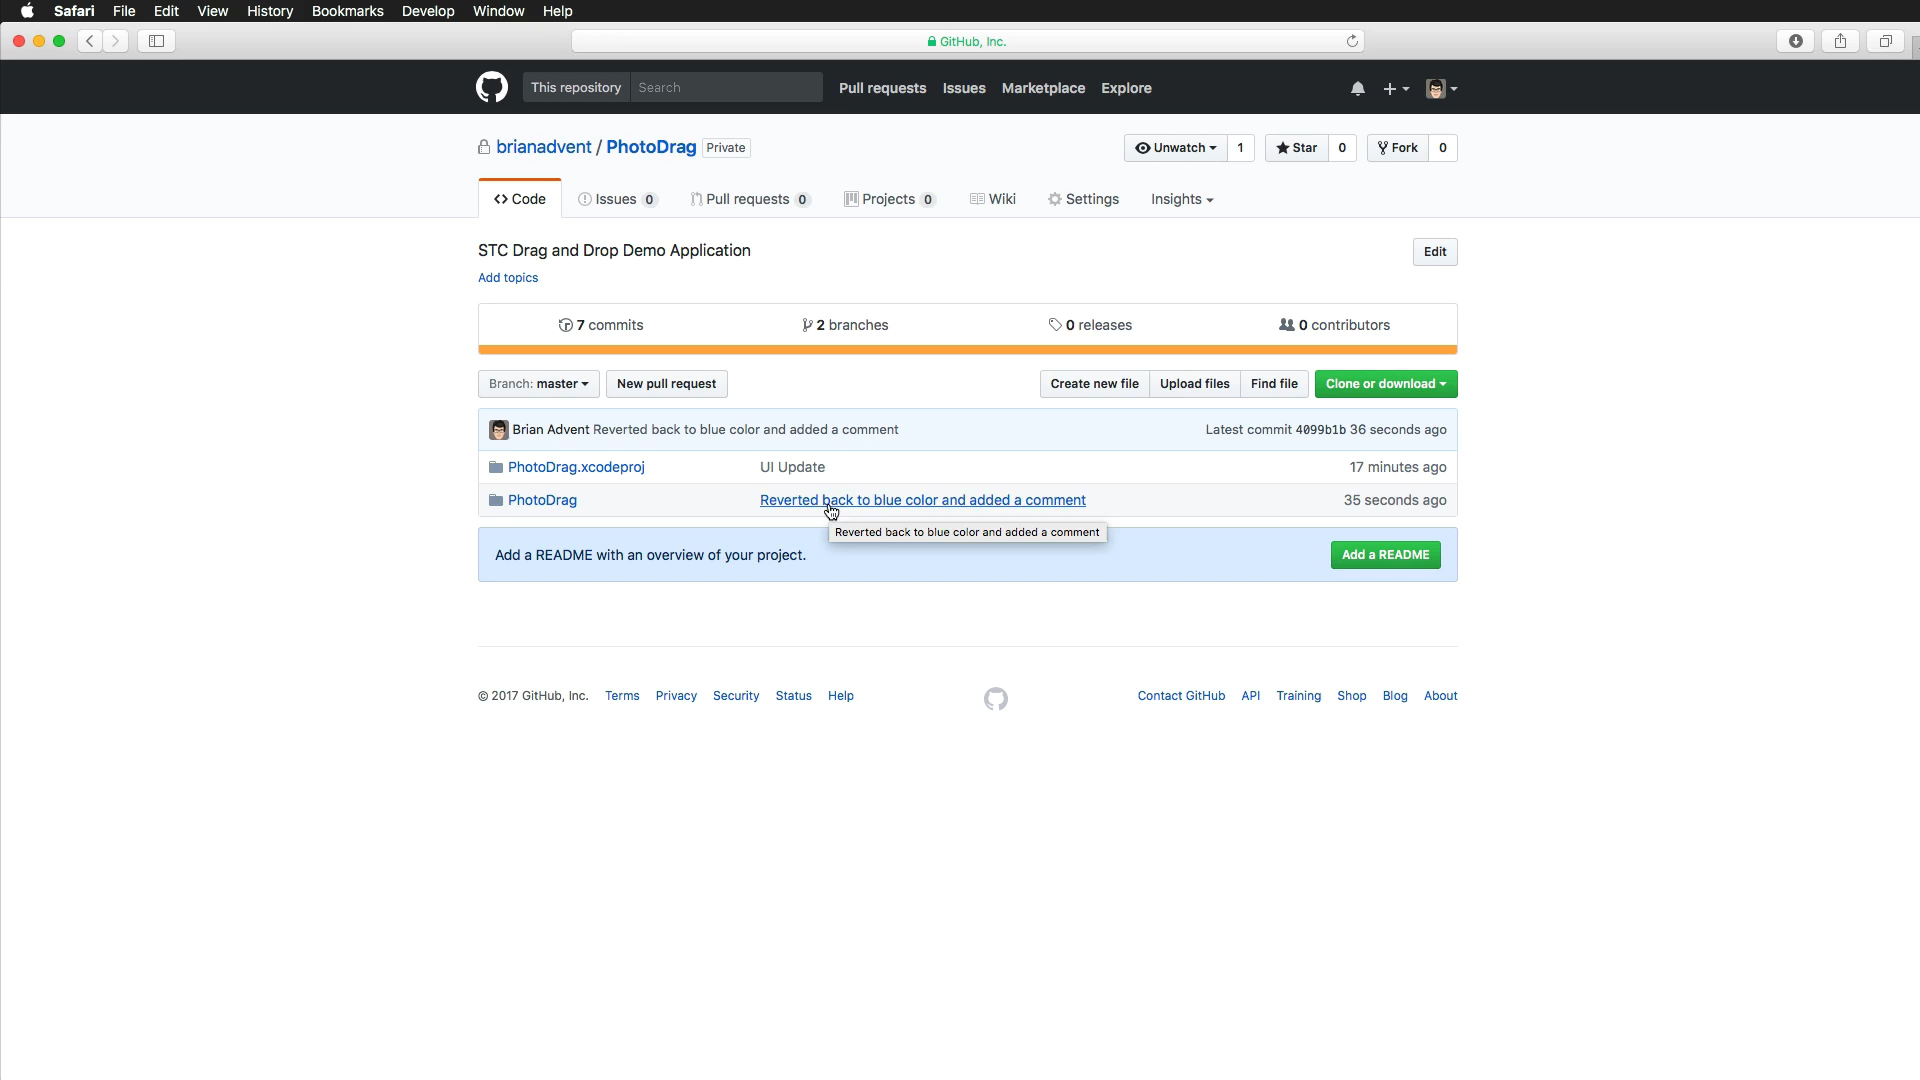 Safari File Edit View History Bookmarks Develop Window Help
GitHub, Inc.
This repository Search Pull requests Issues Marketplace Explore
brianadvent / PhotoDrag Private Unwatch 1 Star 0 Fork 0
Code Issues 0 Pull requests 0 Projects 0 Wiki Settings Insights
STC Drag and Drop Demo Application Edit
Add topics
7 commits 2 branches 0 releases 0 contributors
Branch: master New pull request Create new file Upload files Find file Clone or download
Brian Advent Reverted back to blue color and added a comment Latest commit 4099b1b 36 seconds ago
PhotoDrag.xcodeproj UI Update 17 minutes ago
PhotoDrag Reverted back to blue color and added a comment 35 seconds ago
Reverted back to blue color and added a comment
Add a README with an overview of your project. Add a README
© 2017 GitHub, Inc. Terms Privacy Security Status Help Contact GitHub API Training Shop Blog About